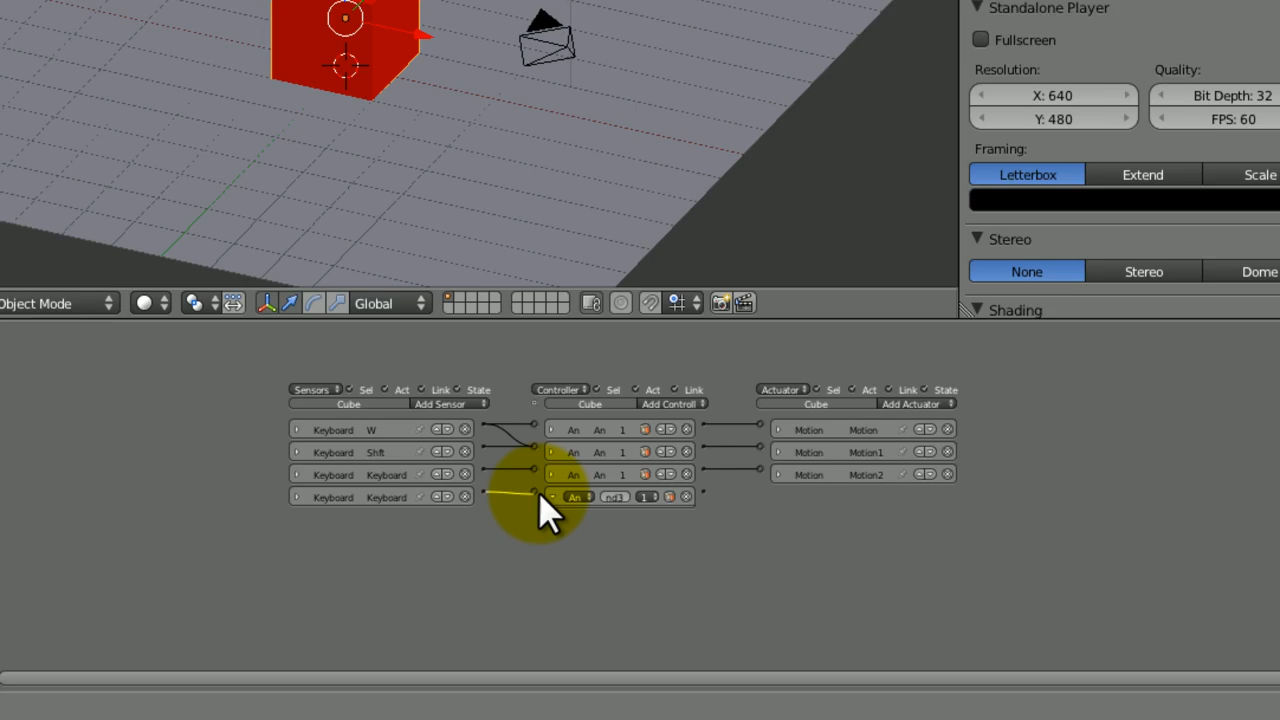 Standalone Player
Fullscreen
Resolution: Quality:
X: 640 Bit Depth: 32
Y: 480 FPS: 60
Framing:
Letterbox Extend Scale
Stereo
None Stereo Dome
Shading
Object Mode Global
Sensors Sel Act Link State Controller Sel Act Link Actuator Sel Act Link State
Cube Add Sensor Cube Add Controll Cube Add Actuator
Keyboard W An An 1 Motion Motion
Keyboard Shft An An 1 Motion Motion1
Keyboard Keyboard An An 1 Motion Motion2
Keyboard Keyboard An nd3 1